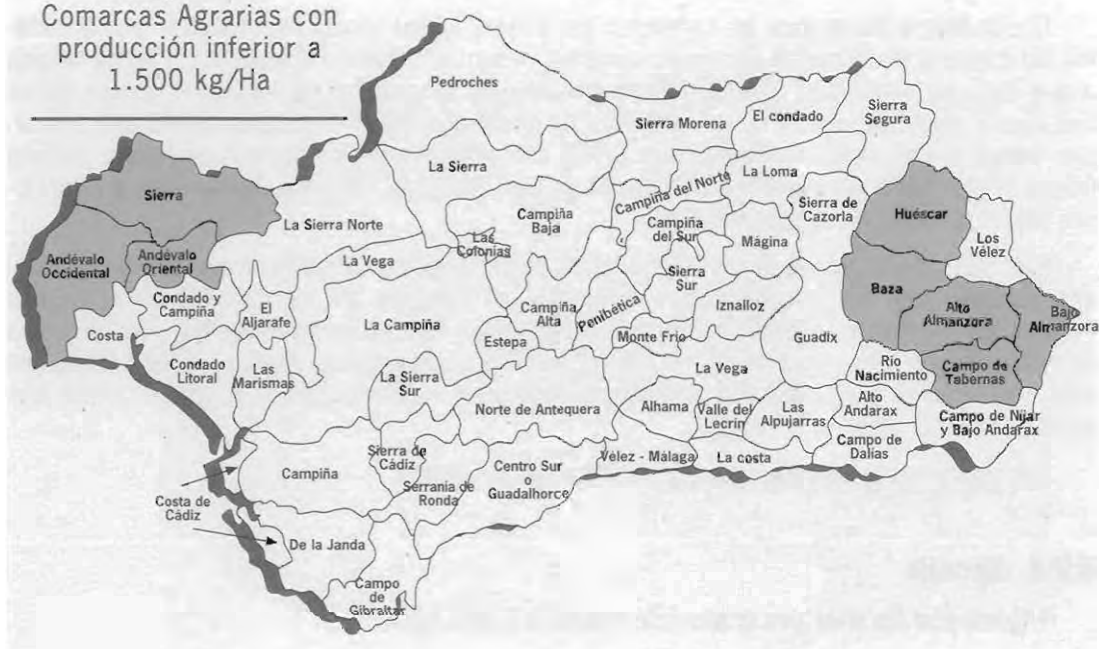 Comarcas Agrarias con
producción inferior a
1.500 kg/Ha
Pedroches
Sierra Morena
El condado
Sierra
Segura
La Sierra
La Loma
Campiña del Norte
Sierra
La Sierra Norte
Campiña
Baja
Las
Colonias
Campiña
del Sur
Mágina
Sierra de
Cazorla
Huéscar
Los
Vélez
Andévalo
Occidental
Andévalo
Oriental
La Vega
Sierra
Sur
Baza
Condado y
Campiña
El
Aljarafe
La Campiña
Campiña
Alta
Penibética
Iznalloz
Alto
Almanzora
Bajo
Almanzora
Costa
Estepa
Monte Frio
Guadix
Condado
Litoral
Las
Marismas
La Sierra
Sur
La Vega
Río
Nacimiento
Campo de
Tabernas
Norte de Antequera
Alhama
Valle del
Lecrin
Las
Alpujarras
Alto
Andarax
Campo de Nijar
y Bajo Andarax
Campiña
Sierra de
Cádiz
Serranía de
Ronda
Centro Sur
o
Guadalhorce
Vélez - Málaga
La costa
Campo de
Dalías
Costa de
Cádiz
De la Janda
Campo
de
Gibraltar